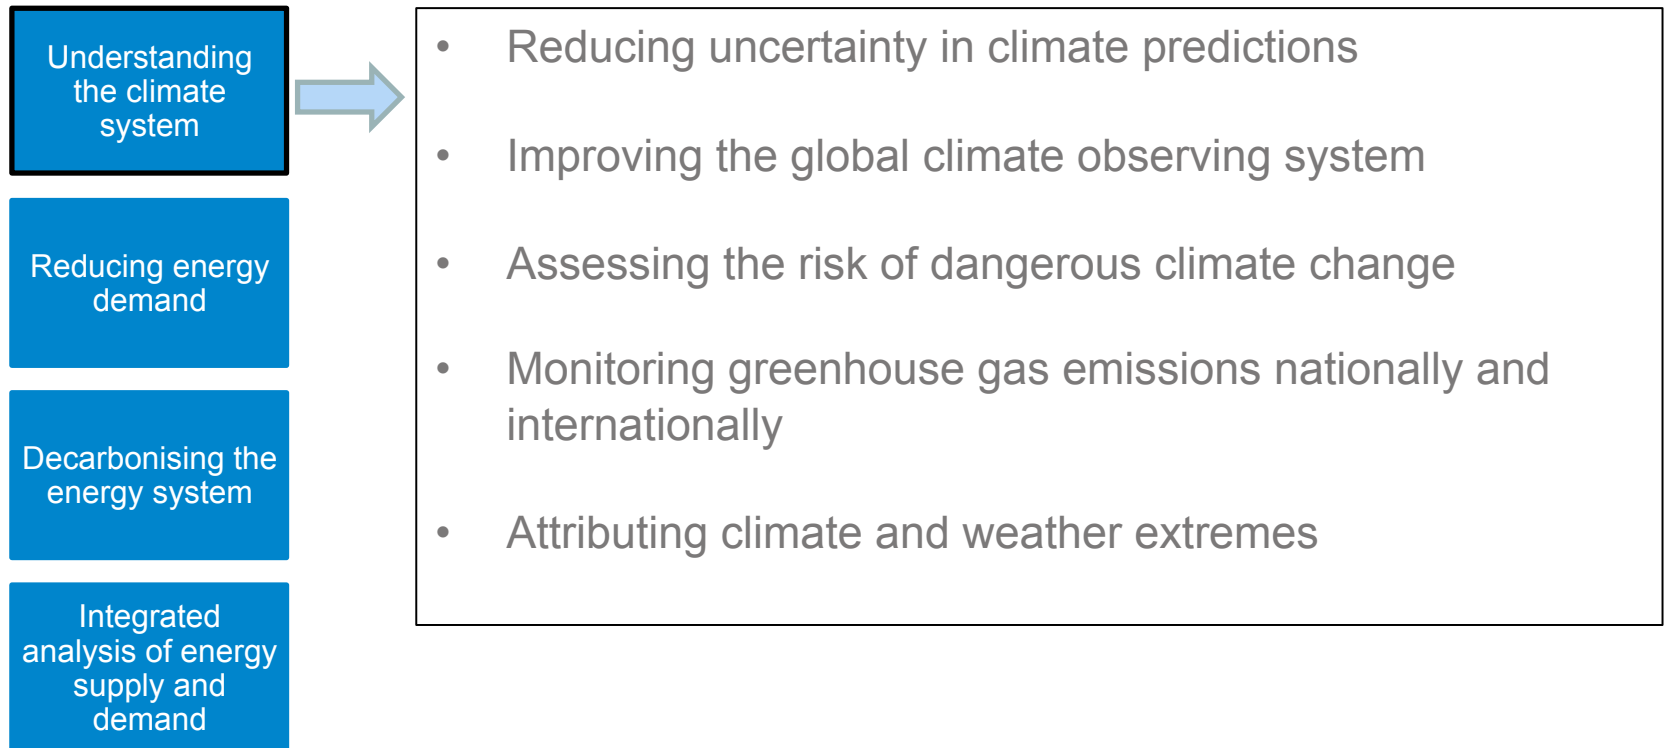 Understanding
the climate
system
Reducing energy
demand
Decarbonising the
energy system
Integrated
analysis of energy
supply and
demand
• Reducing uncertainty in climate predictions
• Improving the global climate observing system
• Assessing the risk of dangerous climate change
• Monitoring greenhouse gas emissions nationally and
internationally
• Attributing climate and weather extremes